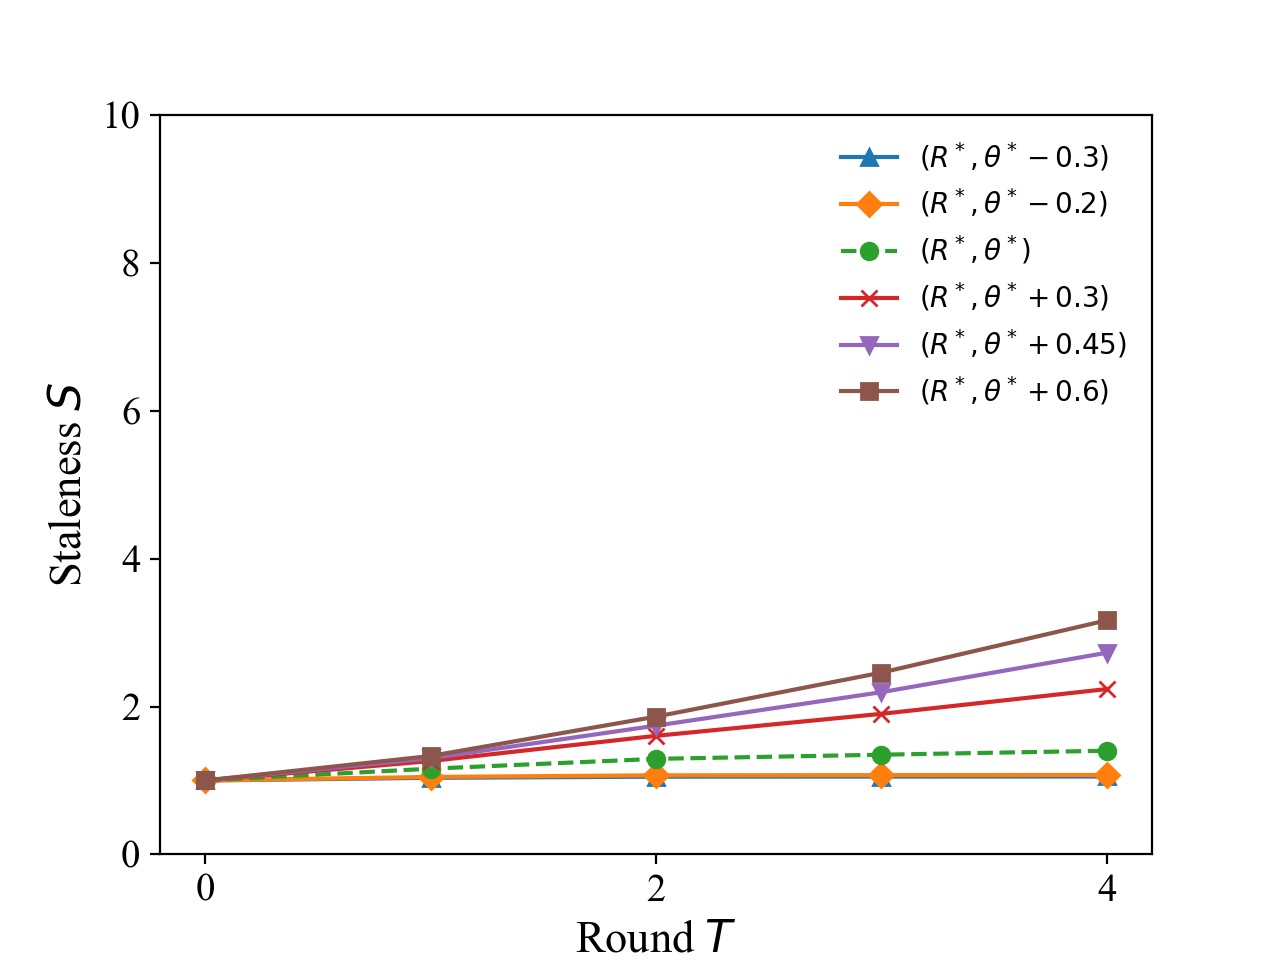 10
8
6
4
2
0
0 2 4
Staleness S
Round T
(R*, θ* − 0.3)
(R*, θ* − 0.2)
(R*, θ*)
(R*, θ* + 0.3)
(R*, θ* + 0.45)
(R*, θ* + 0.6)